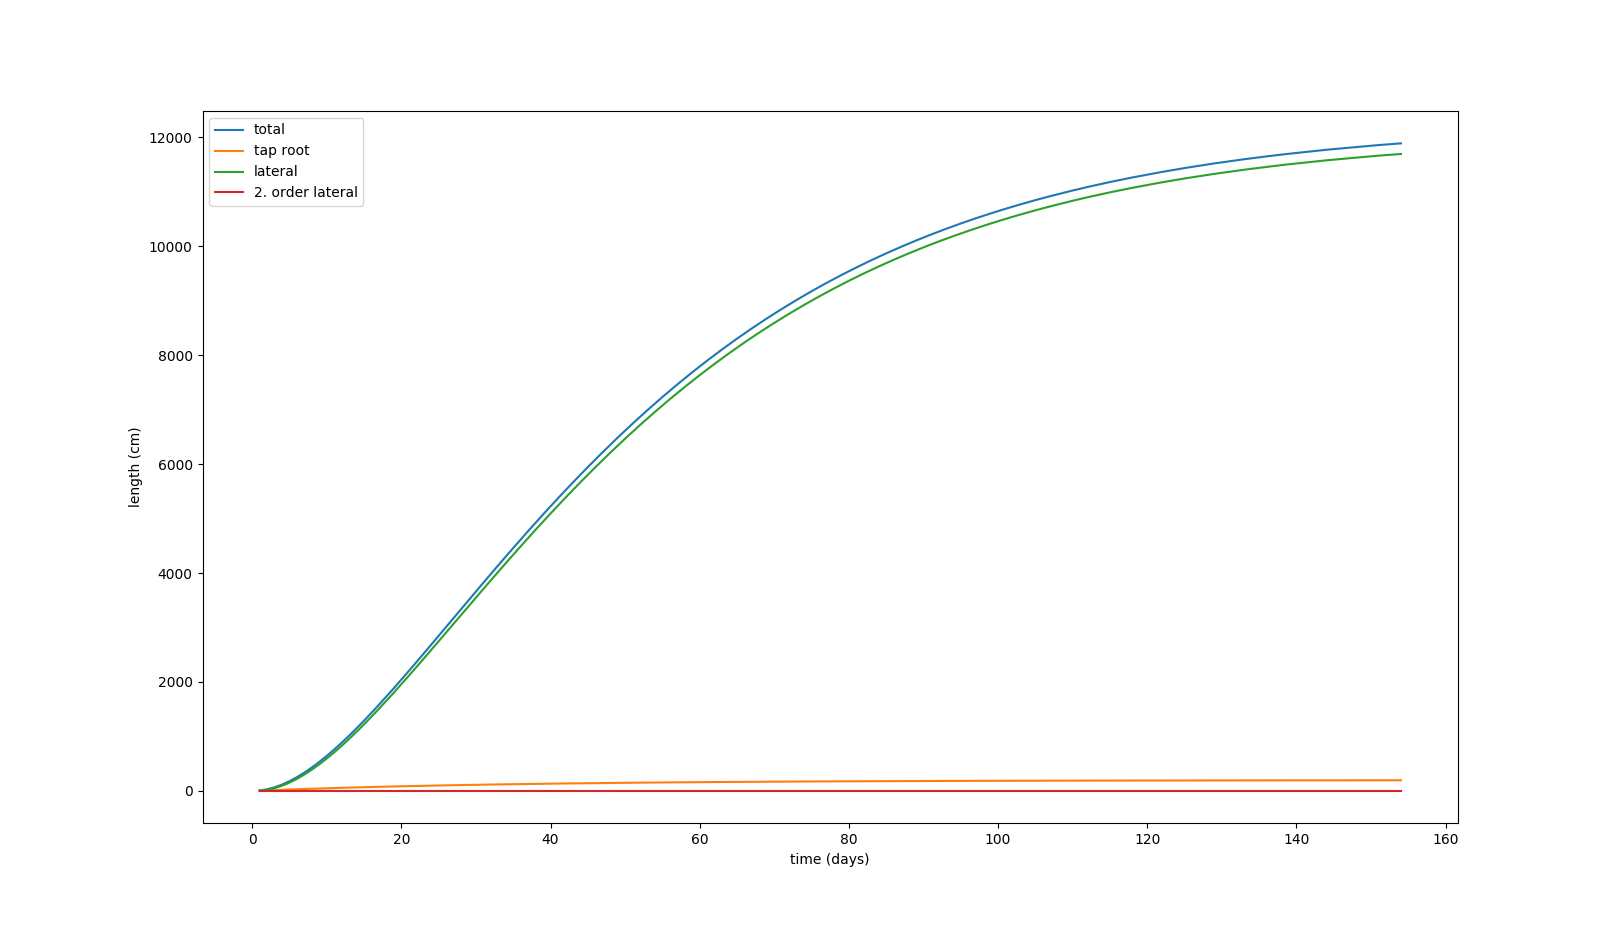 total
tap root
lateral
2. order lateral
12000
10000
8000
6000
4000
2000
0
length (cm)
0 20 40 60 80 100 120 140 160
time (days)